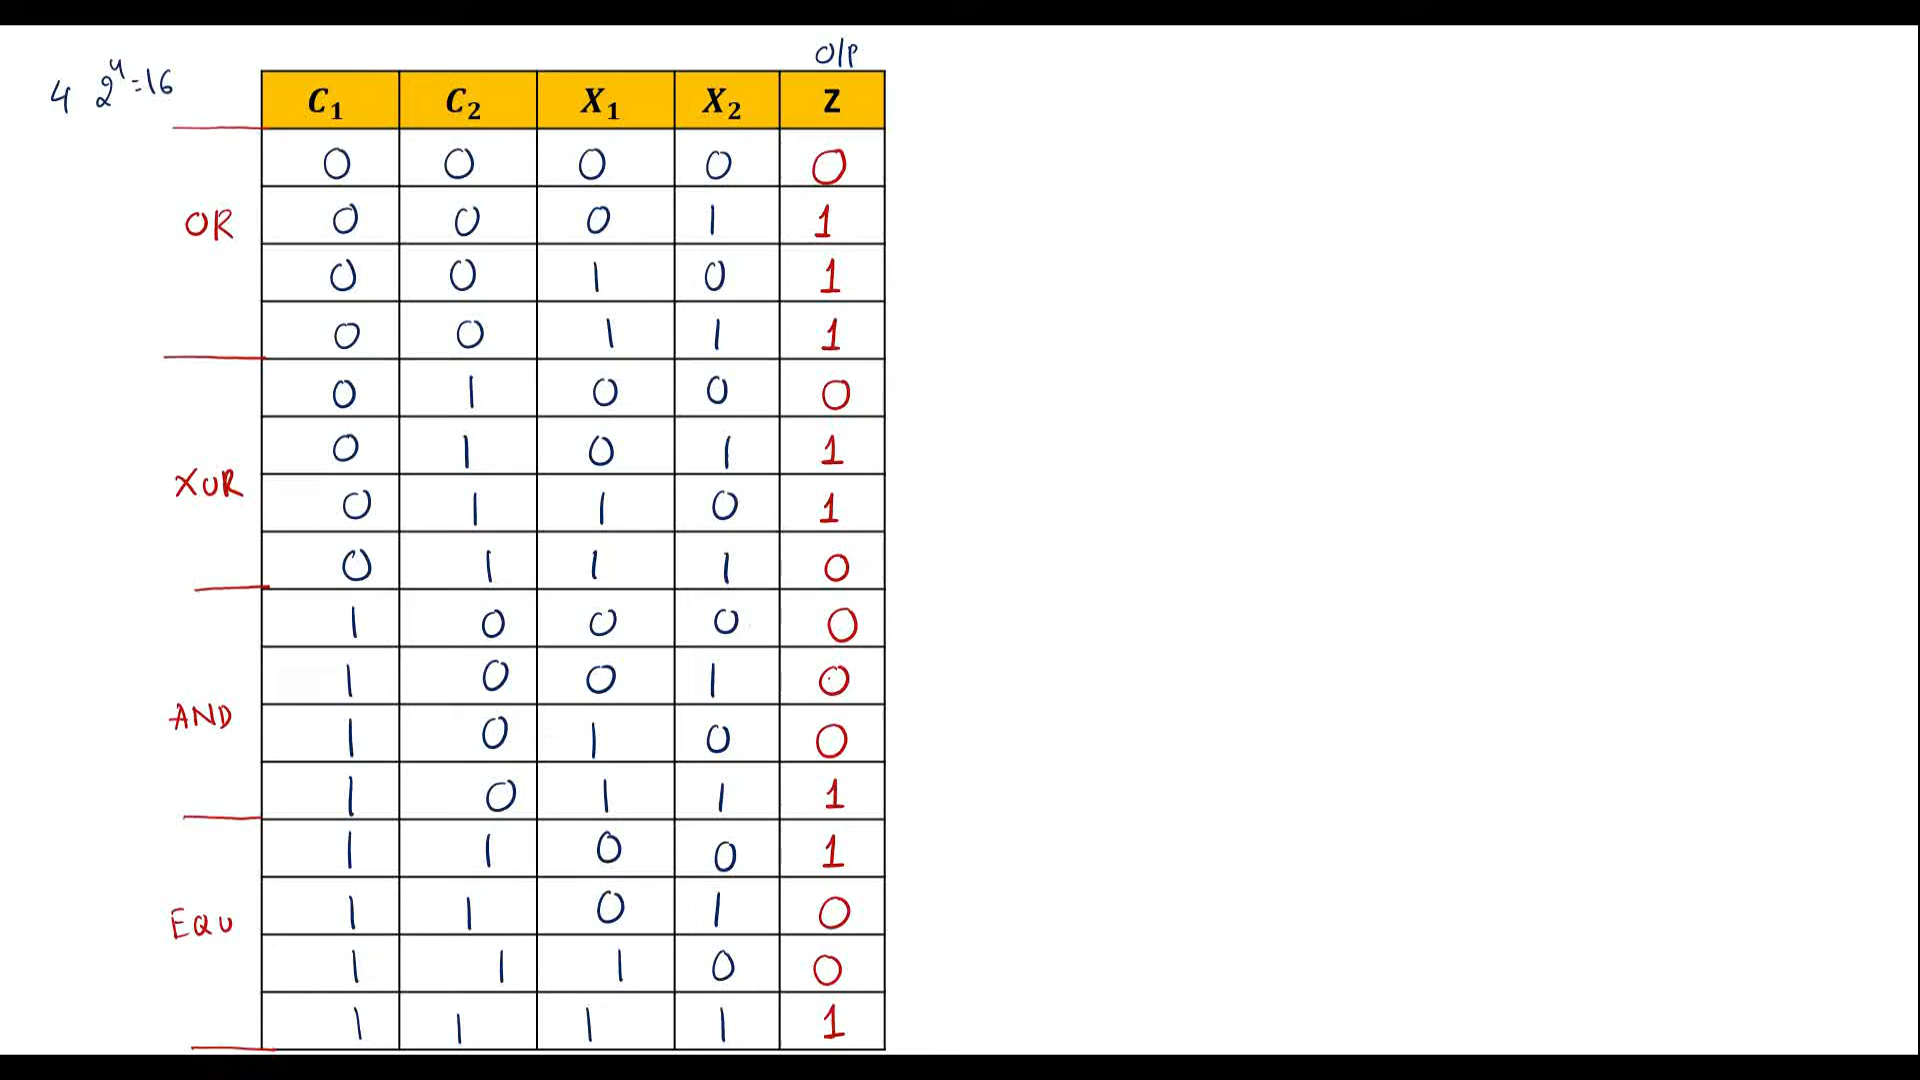 O/P
4 2⁴=16
C₁ C₂ X₁ X₂ Z
0 0 0 0 0
OR 0 0 0 1 1
0 0 1 0 1
0 0 1 1 1
0 1 0 0 0
0 1 0 1 1
XOR 0 1 1 0 1
0 1 1 1 0
1 0 0 0 0
1 0 0 1 0
AND 1 0 1 0 0
1 0 1 1 1
1 1 0 0 1
EQU 1 1 0 1 0
1 1 1 0 0
1 1 1 1 1